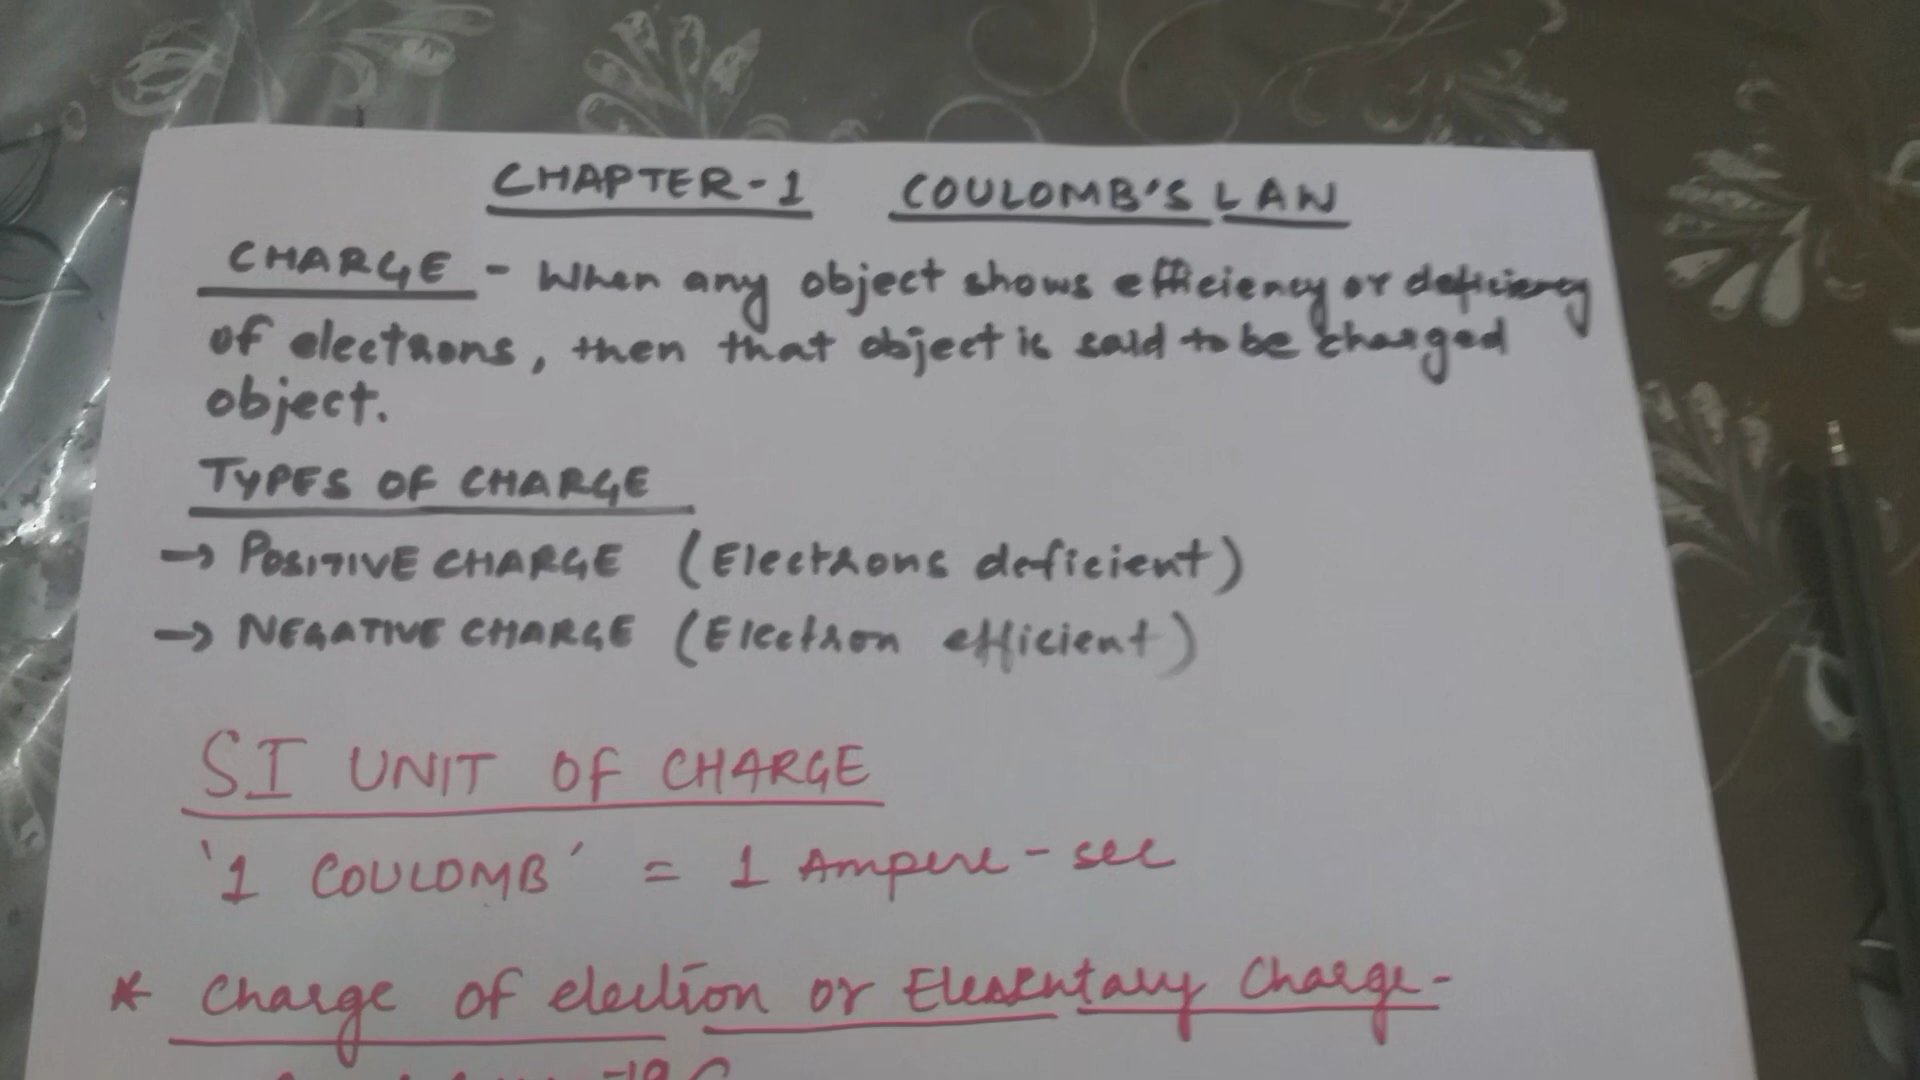 CHAPTER-1 COULOMB'S LAW
CHARGE - When any object shows efficiency or deficiency
of electrons, then that object is said to be charged
object.
TYPES OF CHARGE
→ POSITIVE CHARGE (Electrons deficient)
→ NEGATIVE CHARGE (Electron efficient)
SI UNIT OF CHARGE
'1 COULOMB' = 1 Ampere-sec
* Charge of election or Elementary Charge-
-19 C